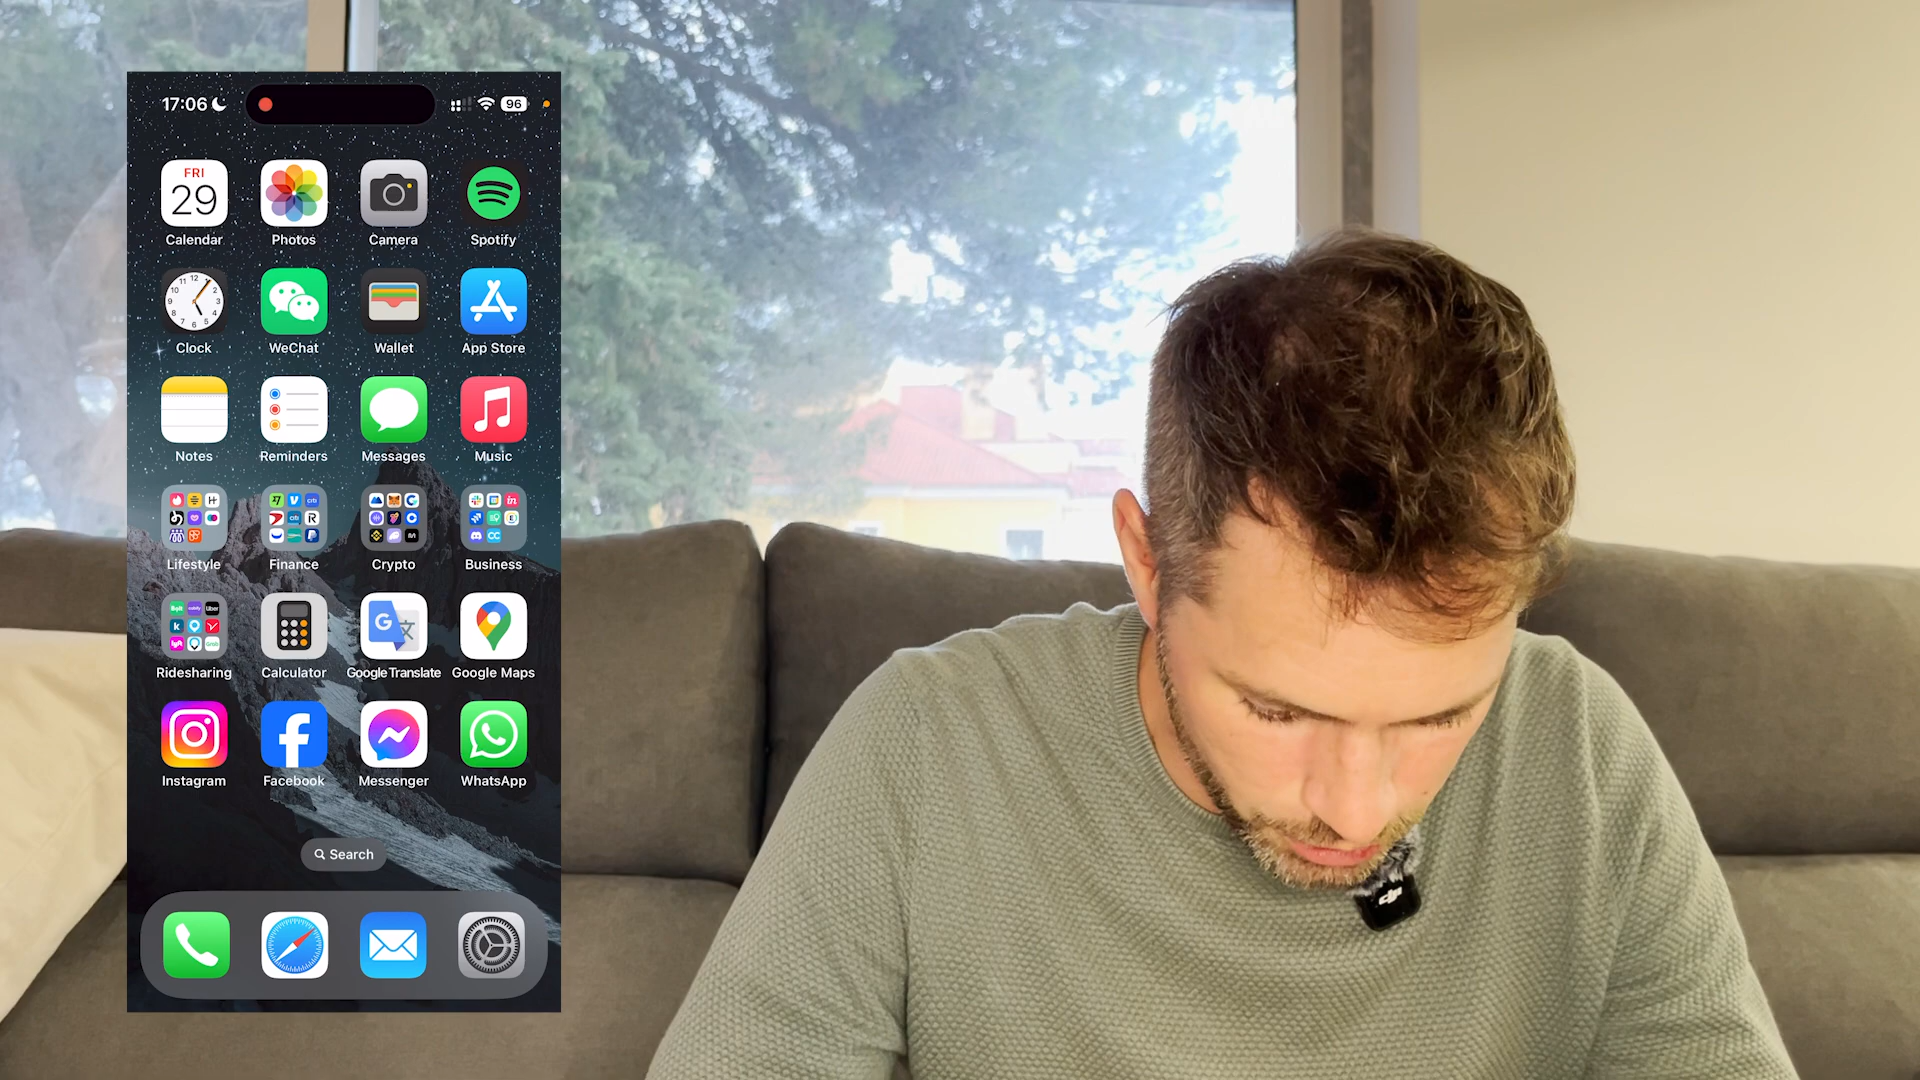 17:06
96
FRI
29
Calendar
Photos
Camera
Spotify
Clock
WeChat
Wallet
App Store
Notes
Reminders
Messages
Music
Lifestyle
Finance
Crypto
Business
Ridesharing
Calculator
Google Translate
Google Maps
Instagram
Facebook
Messenger
WhatsApp
Search
dji